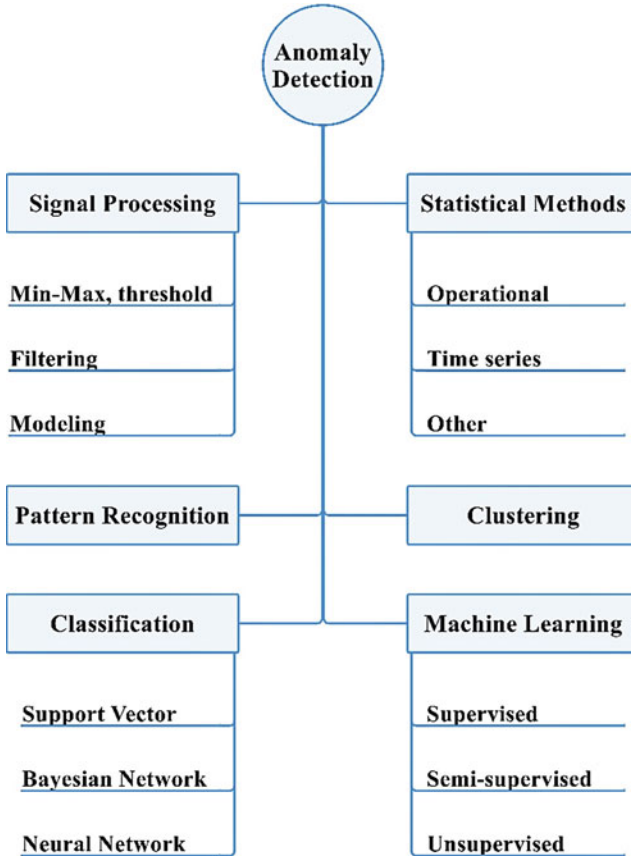 Anomaly
Detection
Signal Processing
Min-Max, threshold
Filtering
Modeling
Statistical Methods
Operational
Time series
Other
Pattern Recognition
Clustering
Classification
Support Vector
Bayesian Network
Neural Network
Machine Learning
Supervised
Semi-supervised
Unsupervised